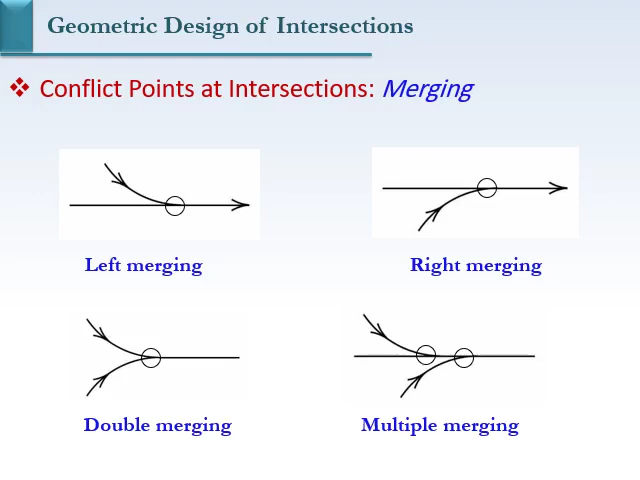 Geometric Design of Intersections
❖ Conflict Points at Intersections: Merging
Left merging
Right merging
Double merging
Multiple merging